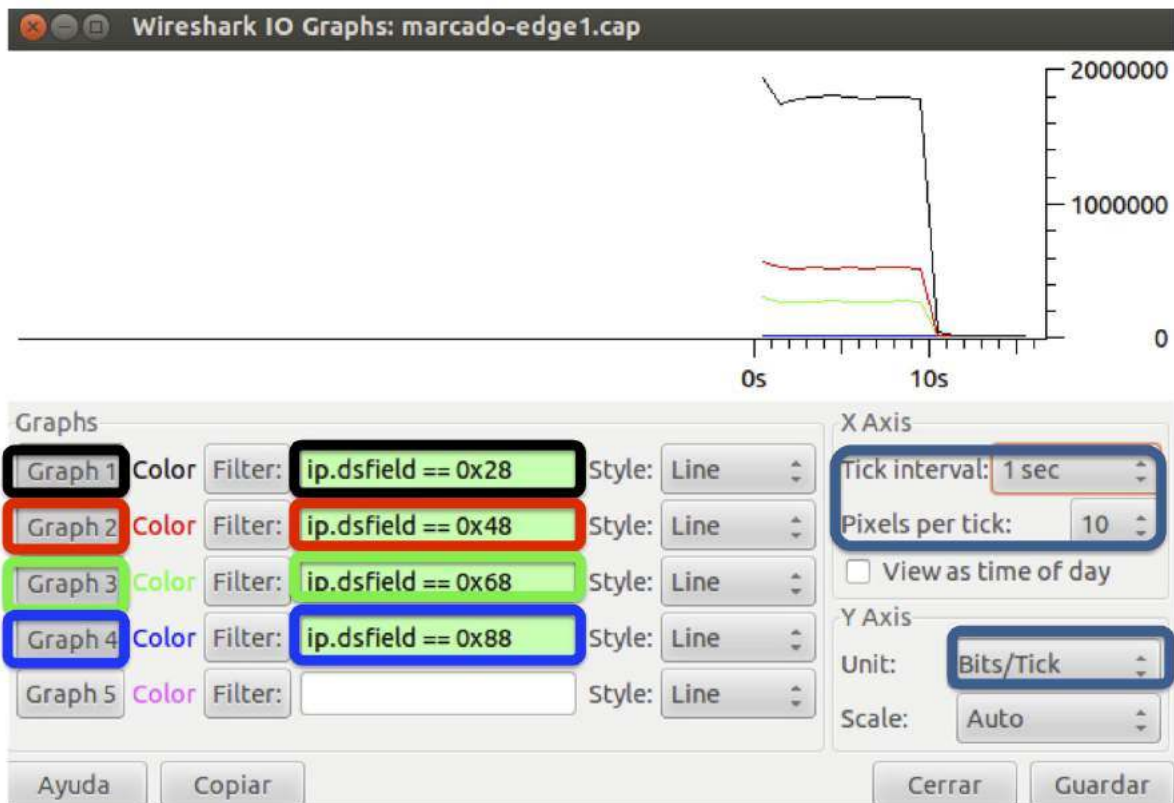 Wireshark IO Graphs: marcado-edge1.cap
2000000
1000000
0
0s 10s
Graphs
Graph 1 Color Filter: ip.dsfield == 0x28 Style: Line
Graph 2 Color Filter: ip.dsfield == 0x48 Style: Line
Graph 3 Color Filter: ip.dsfield == 0x68 Style: Line
Graph 4 Color Filter: ip.dsfield == 0x88 Style: Line
Graph 5 Color Filter: Style: Line
X Axis
Tick interval: 1 sec
Pixels per tick: 10
View as time of day
Y Axis
Unit: Bits/Tick
Scale: Auto
Ayuda Copiar Cerrar Guardar